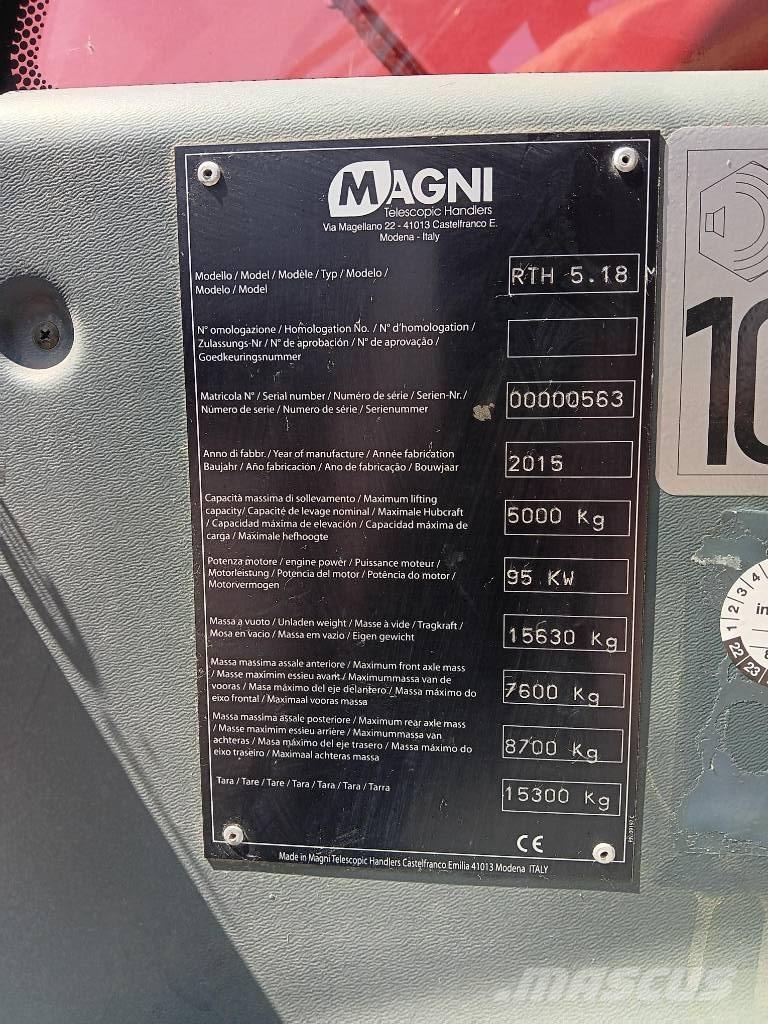 MAGNI
Telescopic Handlers
Via Magellano 22 - 41013 Castelfranco E.
Modena - Italy
Modello / Model / Modèle / Typ / Modelo /
Modelo / Model
RTH 5.18
N° omologazione / Homologation No. / N° d'homologation /
Zulassungs-Nr / N° de aprobación / N° de aprovação /
Goedkeuringsnummer
Matricola N° / Serial number / Numéro de série / Serien-Nr. /
Número de serie / Numero de série / Serienummer
00000563
Anno di fabbr. / Year of manufacture / Année fabrication
Baujahr / Año fabricación / Ano de fabricação / Bouwjaar
2015
Capacità massima di sollevamento / Maximum lifting
capacity/ Capacité de levage nominal / Maximale Hubcraft
/ Capacidad máxima de elevación / Capacidad máxima de
carga / Maximale hefhoogte
5000 Kg
Potenza motore / engine power / Puissance moteur /
Motorleistung / Potencia del motor / Potência do motor /
Motorvermogen
95 KW
Massa a vuoto / Unladen weight / Masse à vide / Tragkraft /
Mosa en vacio / Massa em vazio / Eigen gewicht
15630 Kg
Massa massima assale anteriore / Maximum front axle mass
/ Masse maximim essieu avant / Maximummassa van de
vooras / Masa máximo del eje delantero / Massa máximo do
eixo frontal / Maximaal vooras massa
7600 Kg
Massa massima assale posteriore / Maximum rear axle mass
/ Masse maximim essieu arrière / Maximummassa van
achteras / Masa máximo del eje trasero / Massa máximo do
eixo traseiro / Maximaal achteras massa
8700 Kg
Tara / Tare / Tare / Tara / Tara / Tara / Tarra
15300 Kg
CE
Made in Magni Telescopic Handlers Castelfranco Emilia 41013 Modena ITALY
10
1 2 3 4
in
22 23
MASCUS